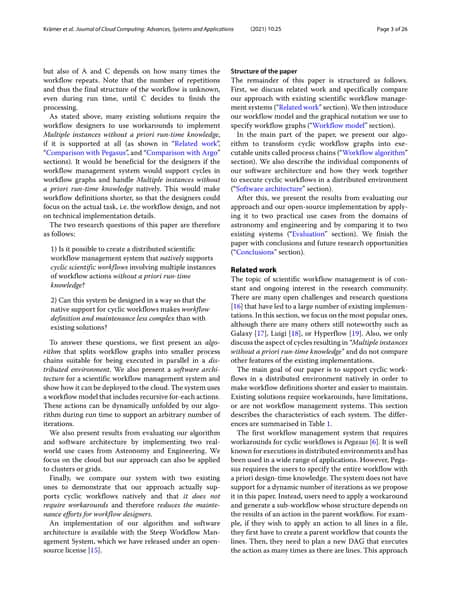 Krämer et al. Journal of Cloud Computing: Advances, Systems and Applications (2021) 10:25 Page 3 of 26
but also of A and C depends on how many times the
workflow repeats. Note that the number of repetitions
and thus the final structure of the workflow is unknown,
even during run time, until C decides to finish the
processing.
As stated above, many existing solutions require the
workflow designers to use workarounds to implement
Multiple instances without a priori run-time knowledge,
if it is supported at all (as shown in “Related work”,
“Comparison with Pegasus”, and “Comparison with Argo”
sections). It would be beneficial for the designers if the
workflow management system would support cycles in
workflow graphs and handle Multiple instances without
a priori run-time knowledge natively. This would make
workflow definitions shorter, so that the designers could
focus on the actual task, i.e. the workflow design, and not
on technical implementation details.
The two research questions of this paper are therefore
as follows:
1) Is it possible to create a distributed scientific
workflow management system that natively supports
cyclic scientific workflows involving multiple instances
of workflow actions without a priori run-time
knowledge?
2) Can this system be designed in a way so that the
native support for cyclic workflows makes workflow
definition and maintenance less complex than with
existing solutions?
To answer these questions, we first present an algo-
rithm that splits workflow graphs into smaller process
chains suitable for being executed in parallel in a dis-
tributed environment. We also present a software archi-
tecture for a scientific workflow management system and
show how it can be deployed to the cloud. The system uses
a workflow model that includes recursive for-each actions.
These actions can be dynamically unfolded by our algo-
rithm during run time to support an arbitrary number of
iterations.
We also present results from evaluating our algorithm
and software architecture by implementing two real-
world use cases from Astronomy and Engineering. We
focus on the cloud but our approach can also be applied
to clusters or grids.
Finally, we compare our system with two existing
ones to demonstrate that our approach actually sup-
ports cyclic workflows natively and that it does not
require workarounds and therefore reduces the mainte-
nance efforts for workflow designers.
An implementation of our algorithm and software
architecture is available with the Steep Workflow Man-
agement System, which we have released under an open-
source license [15].
Structure of the paper
The remainder of this paper is structured as follows.
First, we discuss related work and specifically compare
our approach with existing scientific workflow manage-
ment systems (“Related work” section). We then introduce
our workflow model and the graphical notation we use to
specify workflow graphs (“Workflow model” section).
In the main part of the paper, we present our algo-
rithm to transform cyclic workflow graphs into exe-
cutable units called process chains (“Workflow algorithm”
section). We also describe the individual components of
our software architecture and how they work together
to execute cyclic workflows in a distributed environment
(“Software architecture” section).
After this, we present the results from evaluating our
approach and our open-source implementation by apply-
ing it to two practical use cases from the domains of
astronomy and engineering and by comparing it to two
existing systems (“Evaluation” section). We finish the
paper with conclusions and future research opportunities
(“Conclusions” section).
Related work
The topic of scientific workflow management is of con-
stant and ongoing interest in the research community.
There are many open challenges and research questions
[16] that have led to a large number of existing implemen-
tations. In this section, we focus on the most popular ones,
although there are many others still noteworthy such as
Galaxy [17], Luigi [18], or Hyperflow [19]. Also, we only
discuss the aspect of cycles resulting in “Multiple instances
without a priori run-time knowledge” and do not compare
other features of the existing implementations.
The main goal of our paper is to support cyclic work-
flows in a distributed environment natively in order to
make workflow definitions shorter and easier to maintain.
Existing solutions require workarounds, have limitations,
or are not workflow management systems. This section
describes the characteristics of each system. The differ-
ences are summarised in Table 1.
The first workflow management system that requires
workarounds for cyclic workflows is Pegasus [6]. It is well
known for executions in distributed environments and has
been used in a wide range of applications. However, Pega-
sus requires the users to specify the entire workflow with
a priori design-time knowledge. The system does not have
support for a dynamic number of iterations as we propose
it in this paper. Instead, users need to apply a workaround
and generate a sub-workflow whose structure depends on
the results of an action in the parent workflow. For exam-
ple, if they wish to apply an action to all lines in a file,
they first have to create a parent workflow that counts the
lines. Then, they need to plan a new DAG that executes
the action as many times as there are lines. This approach